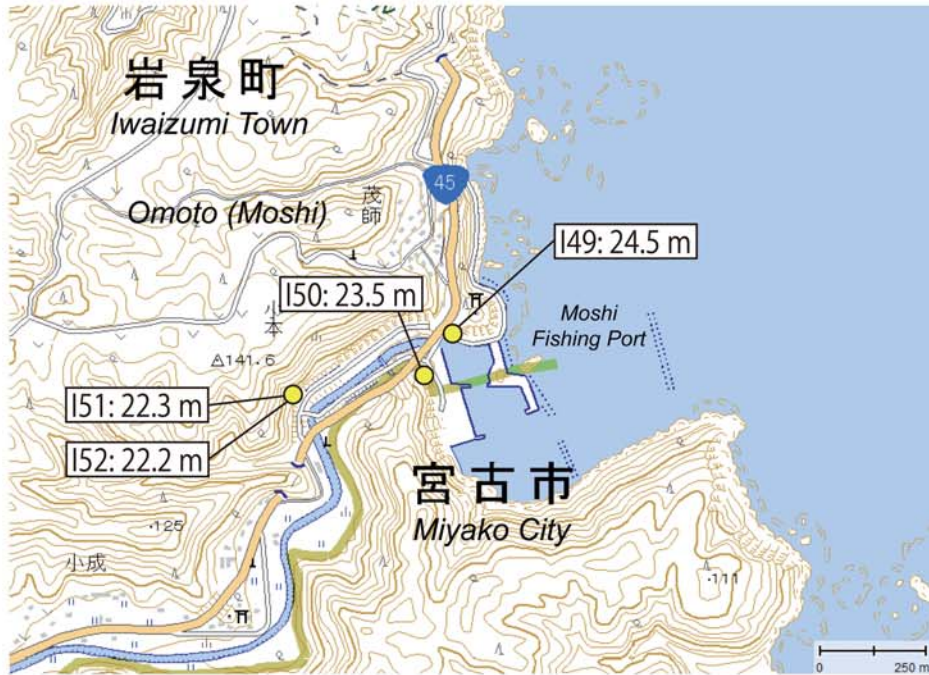 岩泉町
Iwaizumi Town
45
Omoto (Moshi)
茂師
I49: 24.5 m
I50: 23.5 m
小本
Moshi
Fishing Port
141.6
I51: 22.3 m
I52: 22.2 m
宮古市
Miyako City
·125
小成
·111
0
250 m